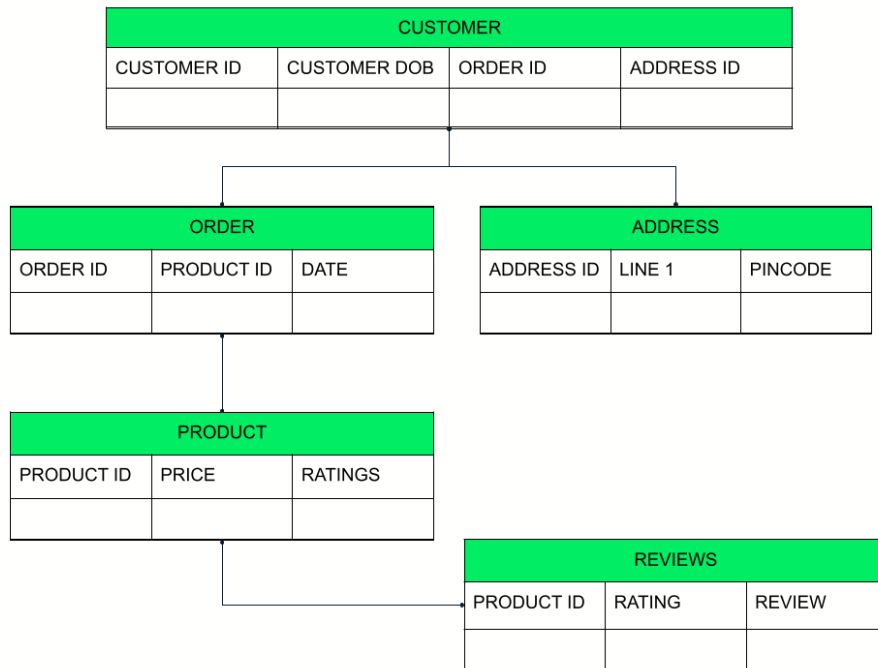 CUSTOMER
CUSTOMER ID CUSTOMER DOB ORDER ID ADDRESS ID
ORDER
ORDER ID PRODUCT ID DATE
ADDRESS
ADDRESS ID LINE 1 PINCODE
PRODUCT
PRODUCT ID PRICE RATINGS
REVIEWS
PRODUCT ID RATING REVIEW